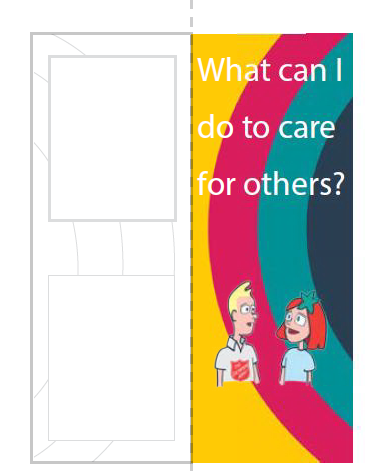 What can I
do to care
for others?